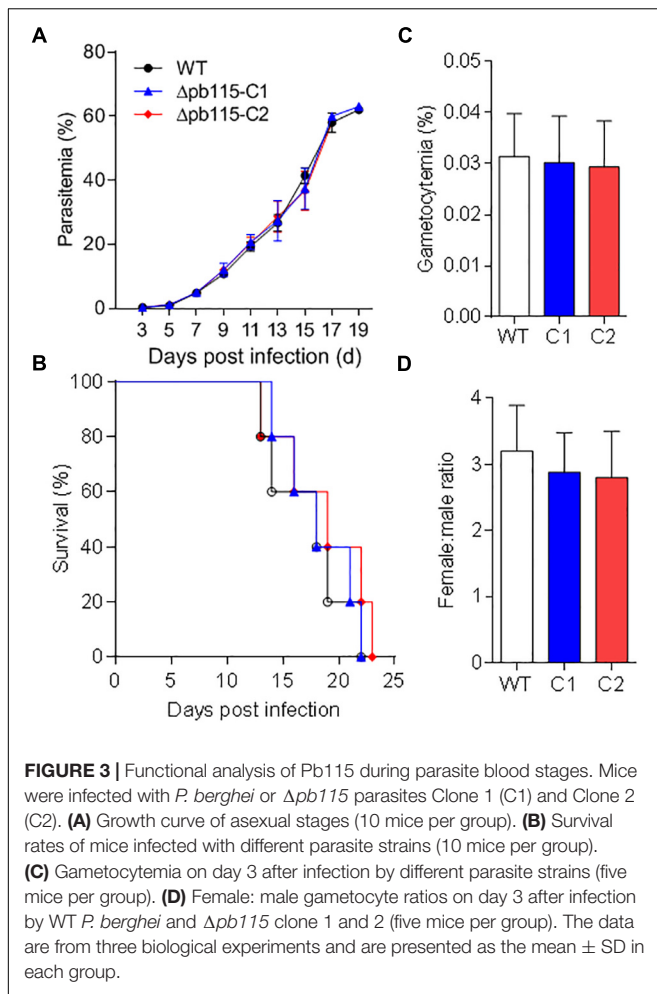 A
WT
Δpb115-C1
Δpb115-C2
Parasitemia (%)
80
60
40
20
0
3 5 7 9 11 13 15 17 19
Days post infection (d)
B
Survival (%)
100
80
60
40
20
0
0 5 10 15 20 25
Days post infection
C
Gametocytemia (%)
0.05
0.04
0.03
0.02
0.01
0.00
WT C1 C2
D
Female:male ratio
4
3
2
1
0
WT C1 C2
FIGURE 3 | Functional analysis of Pb115 during parasite blood stages. Mice
were infected with P. berghei or Δpb115 parasites Clone 1 (C1) and Clone 2
(C2). (A) Growth curve of asexual stages (10 mice per group). (B) Survival
rates of mice infected with different parasite strains (10 mice per group).
(C) Gametocytemia on day 3 after infection by different parasite strains (five
mice per group). (D) Female: male gametocyte ratios on day 3 after infection
by WT P. berghei and Δpb115 clone 1 and 2 (five mice per group). The data
are from three biological experiments and are presented as the mean ± SD in
each group.